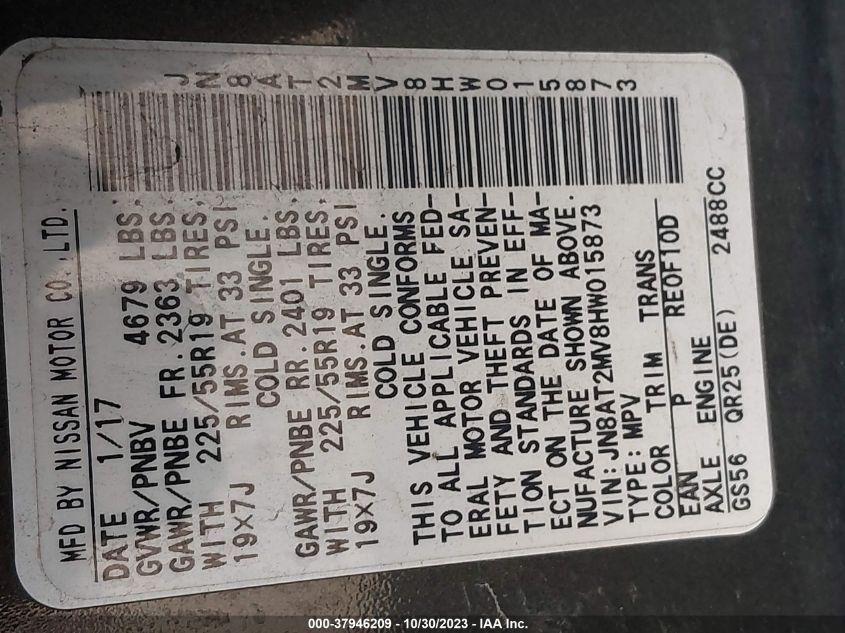 MFD BY NISSAN MOTOR CO.,LTD.
DATE 1/17
GVWR/PNBV 4679 LBS.
GAWR/PNBE FR.2363 LBS.
WITH 225/55R19 TIRES,
19×7J RIMS.AT 33 PSI
COLD SINGLE.
GAWR/PNBE RR.2401 LBS.
WITH 225/55R19 TIRES,
19×7J RIMS.AT 33 PSI
COLD SINGLE.
THIS VEHICLE CONFORMS
TO ALL APPLICABLE FED-
ERAL MOTOR VEHICLE SA-
FETY AND THEFT PREVEN-
TION STANDARDS IN EFF-
ECT ON THE DATE OF MA-
NUFACTURE SHOWN ABOVE.
VIN:JN8AT2MV8HW015873
TYPE:MPV
COLOR TRIM TRANS
EAN P RE0F10D
AXLE ENGINE
GS56 QR25(DE) 2488CC
JN8AT2MV8HW015873
000-37946209 - 10/30/2023 - IAA Inc.